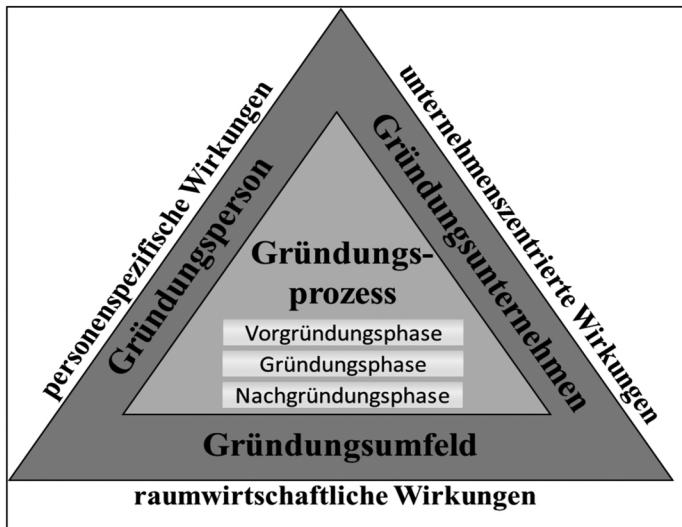 personenspezifische Wirkungen
Gründungsperson
unternehmenszentrierte Wirkungen
Gründungsunternehmen
Gründungs-
prozess
Vorgründungsphase
Gründungsphase
Nachgründungsphase
Gründungsumfeld
raumwirtschaftliche Wirkungen